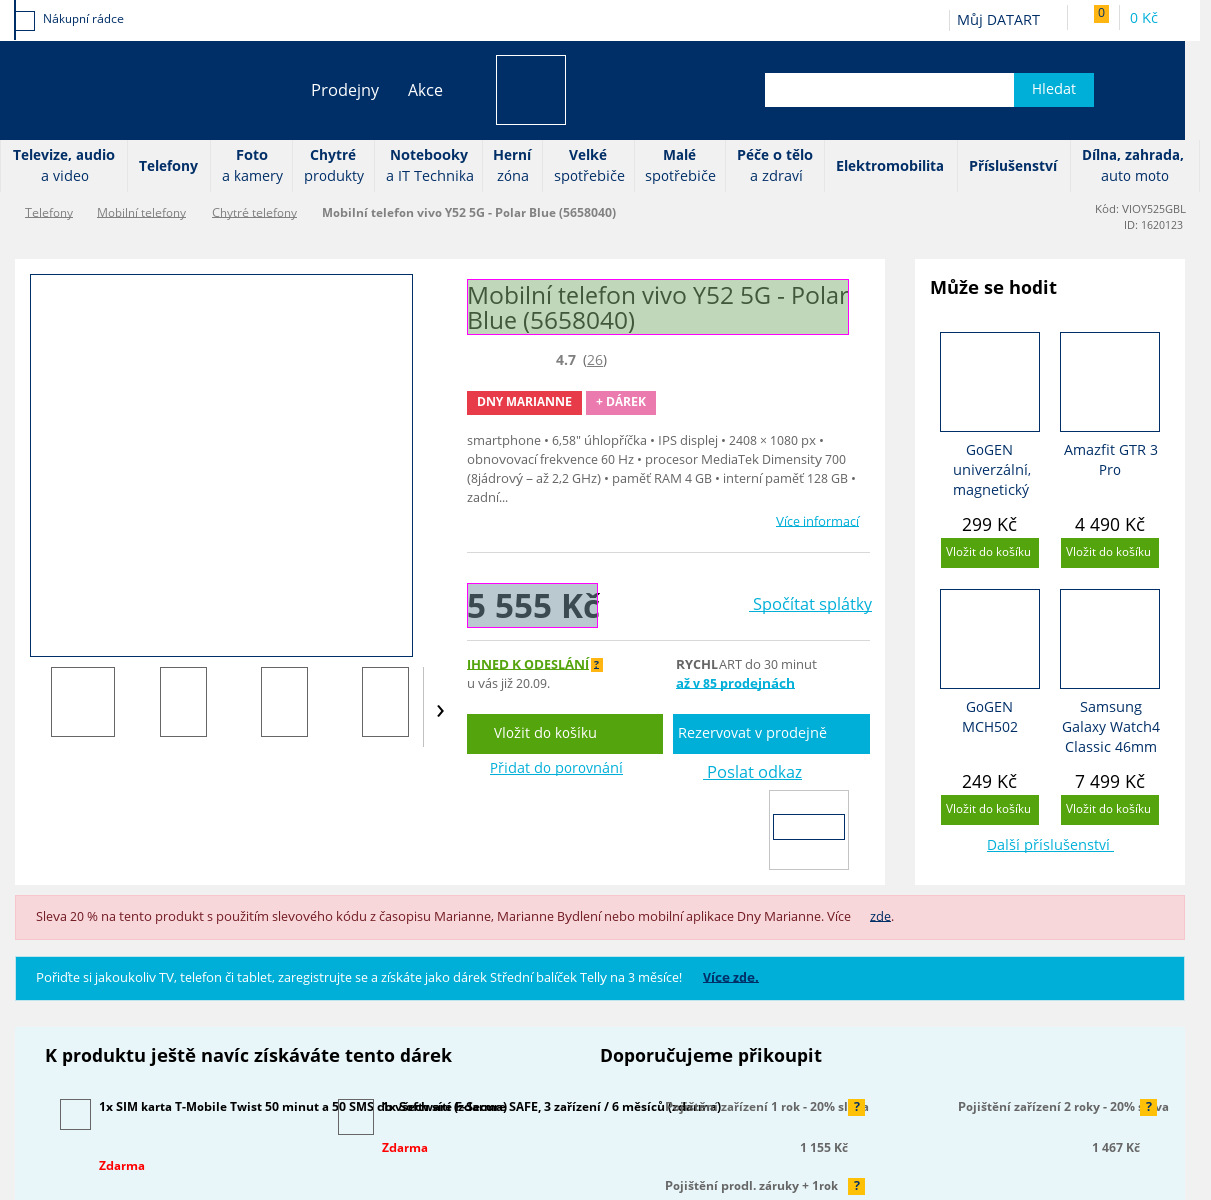 Nákupní rádce
Můj DATART
0
0 Kč
Prodejny
Akce
Hledat
Televize, audio
a video
Telefony
Foto
a kamery
Chytré
produkty
Notebooky
a IT Technika
Herní
zóna
Velké
spotřebiče
Malé
spotřebiče
Péče o tělo
a zdraví
Elektromobilita
Příslušenství
Dílna, zahrada,
auto moto
Telefony
Mobilní telefony
Chytré telefony
Mobilní telefon vivo Y52 5G - Polar Blue (5658040)
Kód: VIOY525GBL
ID: 1620123
Mobilní telefon vivo Y52 5G - Polar
Blue (5658040)
4.7 (26)
DNY MARIANNE
+ DÁREK
smartphone • 6,58" úhlopříčka • IPS displej • 2408 × 1080 px •
obnovovací frekvence 60 Hz • procesor MediaTek Dimensity 700
(8jádrový – až 2,2 GHz) • paměť RAM 4 GB • interní paměť 128 GB •
zadní...
Více informací
5 555 Kč
Spočítat splátky
IHNED K ODESLÁNÍ ?
u vás již 20.09.
RYCHLART do 30 minut
až v 85 prodejnách
Vložit do košíku
Rezervovat v prodejně
Přidat do porovnání
Poslat odkaz
Může se hodit
GoGEN
univerzální,
magnetický
299 Kč
Vložit do košíku
Amazfit GTR 3
Pro
4 490 Kč
Vložit do košíku
GoGEN
MCH502
249 Kč
Vložit do košíku
Samsung
Galaxy Watch4
Classic 46mm
7 499 Kč
Vložit do košíku
Další příslušenství
Sleva 20 % na tento produkt s použitím slevového kódu z časopisu Marianne, Marianne Bydlení nebo mobilní aplikace Dny Marianne. Více zde.
Pořiďte si jakoukoliv TV, telefon či tablet, zaregistrujte se a získáte jako dárek Střední balíček Telly na 3 měsíce! Více zde.
K produktu ještě navíc získáváte tento dárek
1x SIM karta T-Mobile Twist 50 minut a 50 SMS do všech sítí (zdarma)
Zdarma
1x Software F-Secure SAFE, 3 zařízení / 6 měsíců (zdarma)
Zdarma
Doporučujeme přikoupit
Pojištění zařízení 1 rok - 20% sleva ?
1 155 Kč
Pojištění zařízení 2 roky - 20% sleva ?
1 467 Kč
Pojištění prodl. záruky + 1rok ?